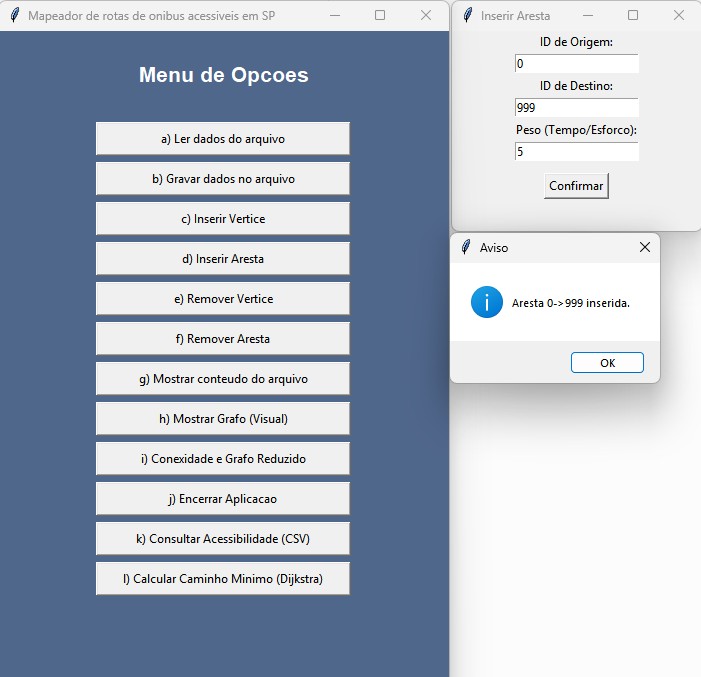 Mapeador de rotas de onibus acessiveis em SP
Menu de Opcoes
a) Ler dados do arquivo
b) Gravar dados no arquivo
c) Inserir Vertice
d) Inserir Aresta
e) Remover Vertice
f) Remover Aresta
g) Mostrar conteudo do arquivo
h) Mostrar Grafo (Visual)
i) Conexidade e Grafo Reduzido
j) Encerrar Aplicacao
k) Consultar Acessibilidade (CSV)
l) Calcular Caminho Minimo (Dijkstra)
Inserir Aresta
ID de Origem:
0
ID de Destino:
999
Peso (Tempo/Esforco):
5
Confirmar
Aviso
Aresta 0->999 inserida.
OK